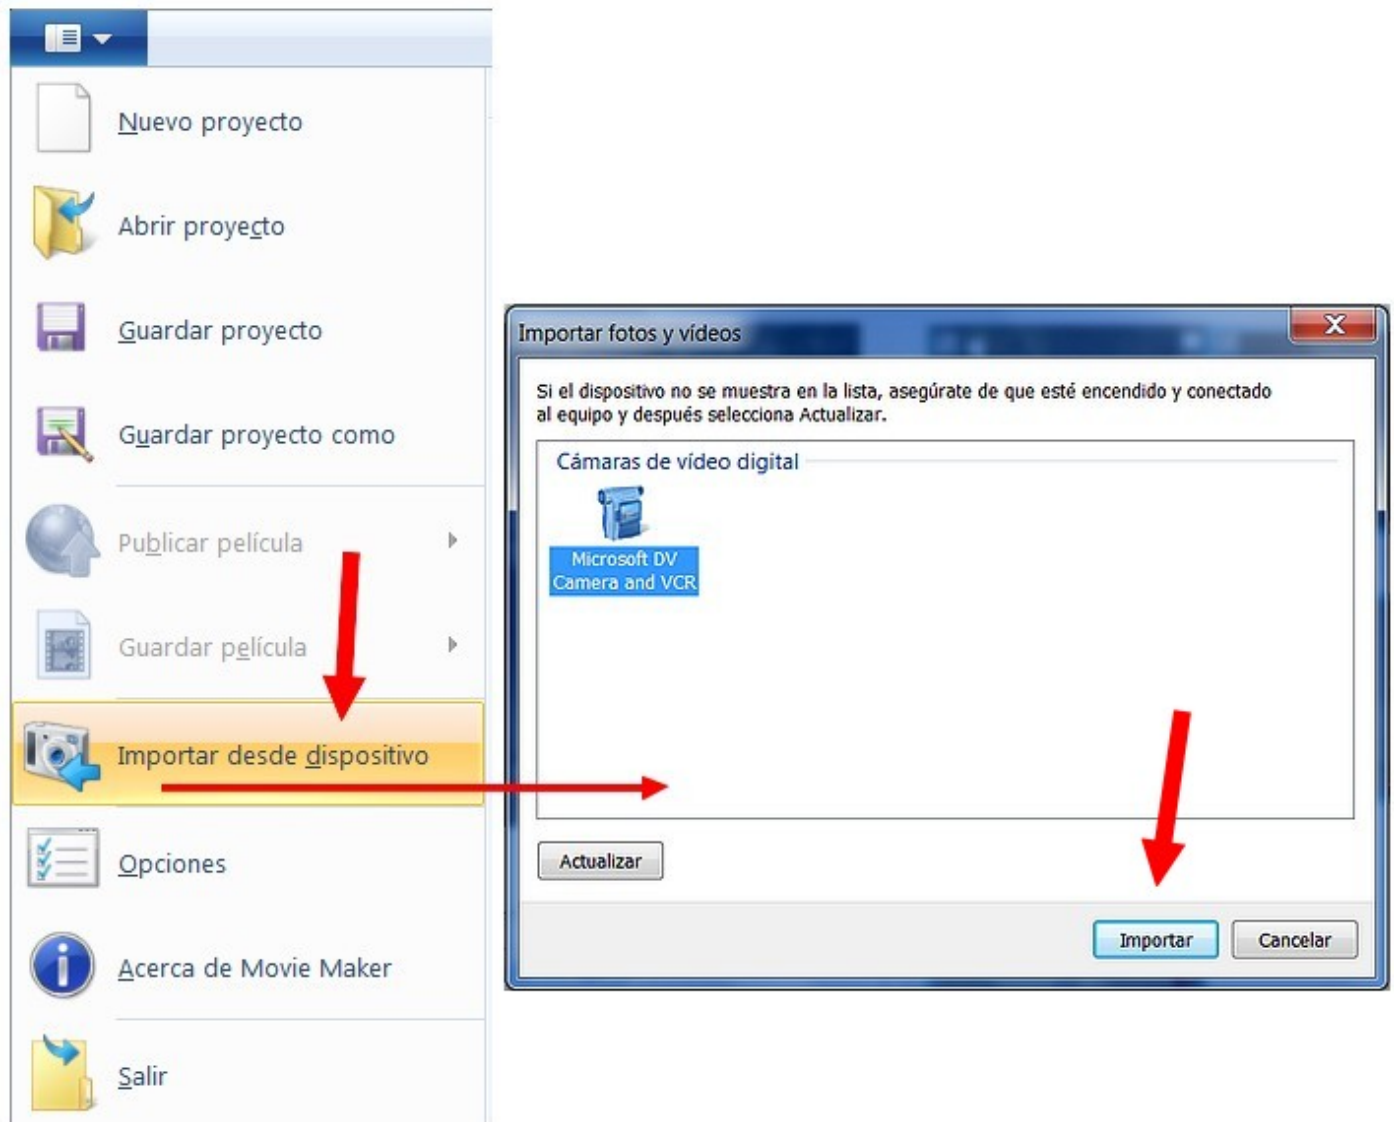 Nuevo proyecto
Abrir proyecto
Guardar proyecto
Guardar proyecto como
Publicar película
Guardar película
Importar desde dispositivo
Opciones
Acerca de Movie Maker
Salir
Importar fotos y vídeos
Si el dispositivo no se muestra en la lista, asegúrate de que esté encendido y conectado
al equipo y después selecciona Actualizar.
Cámaras de vídeo digital
Microsoft DV
Camera and VCR
Actualizar
Importar
Cancelar